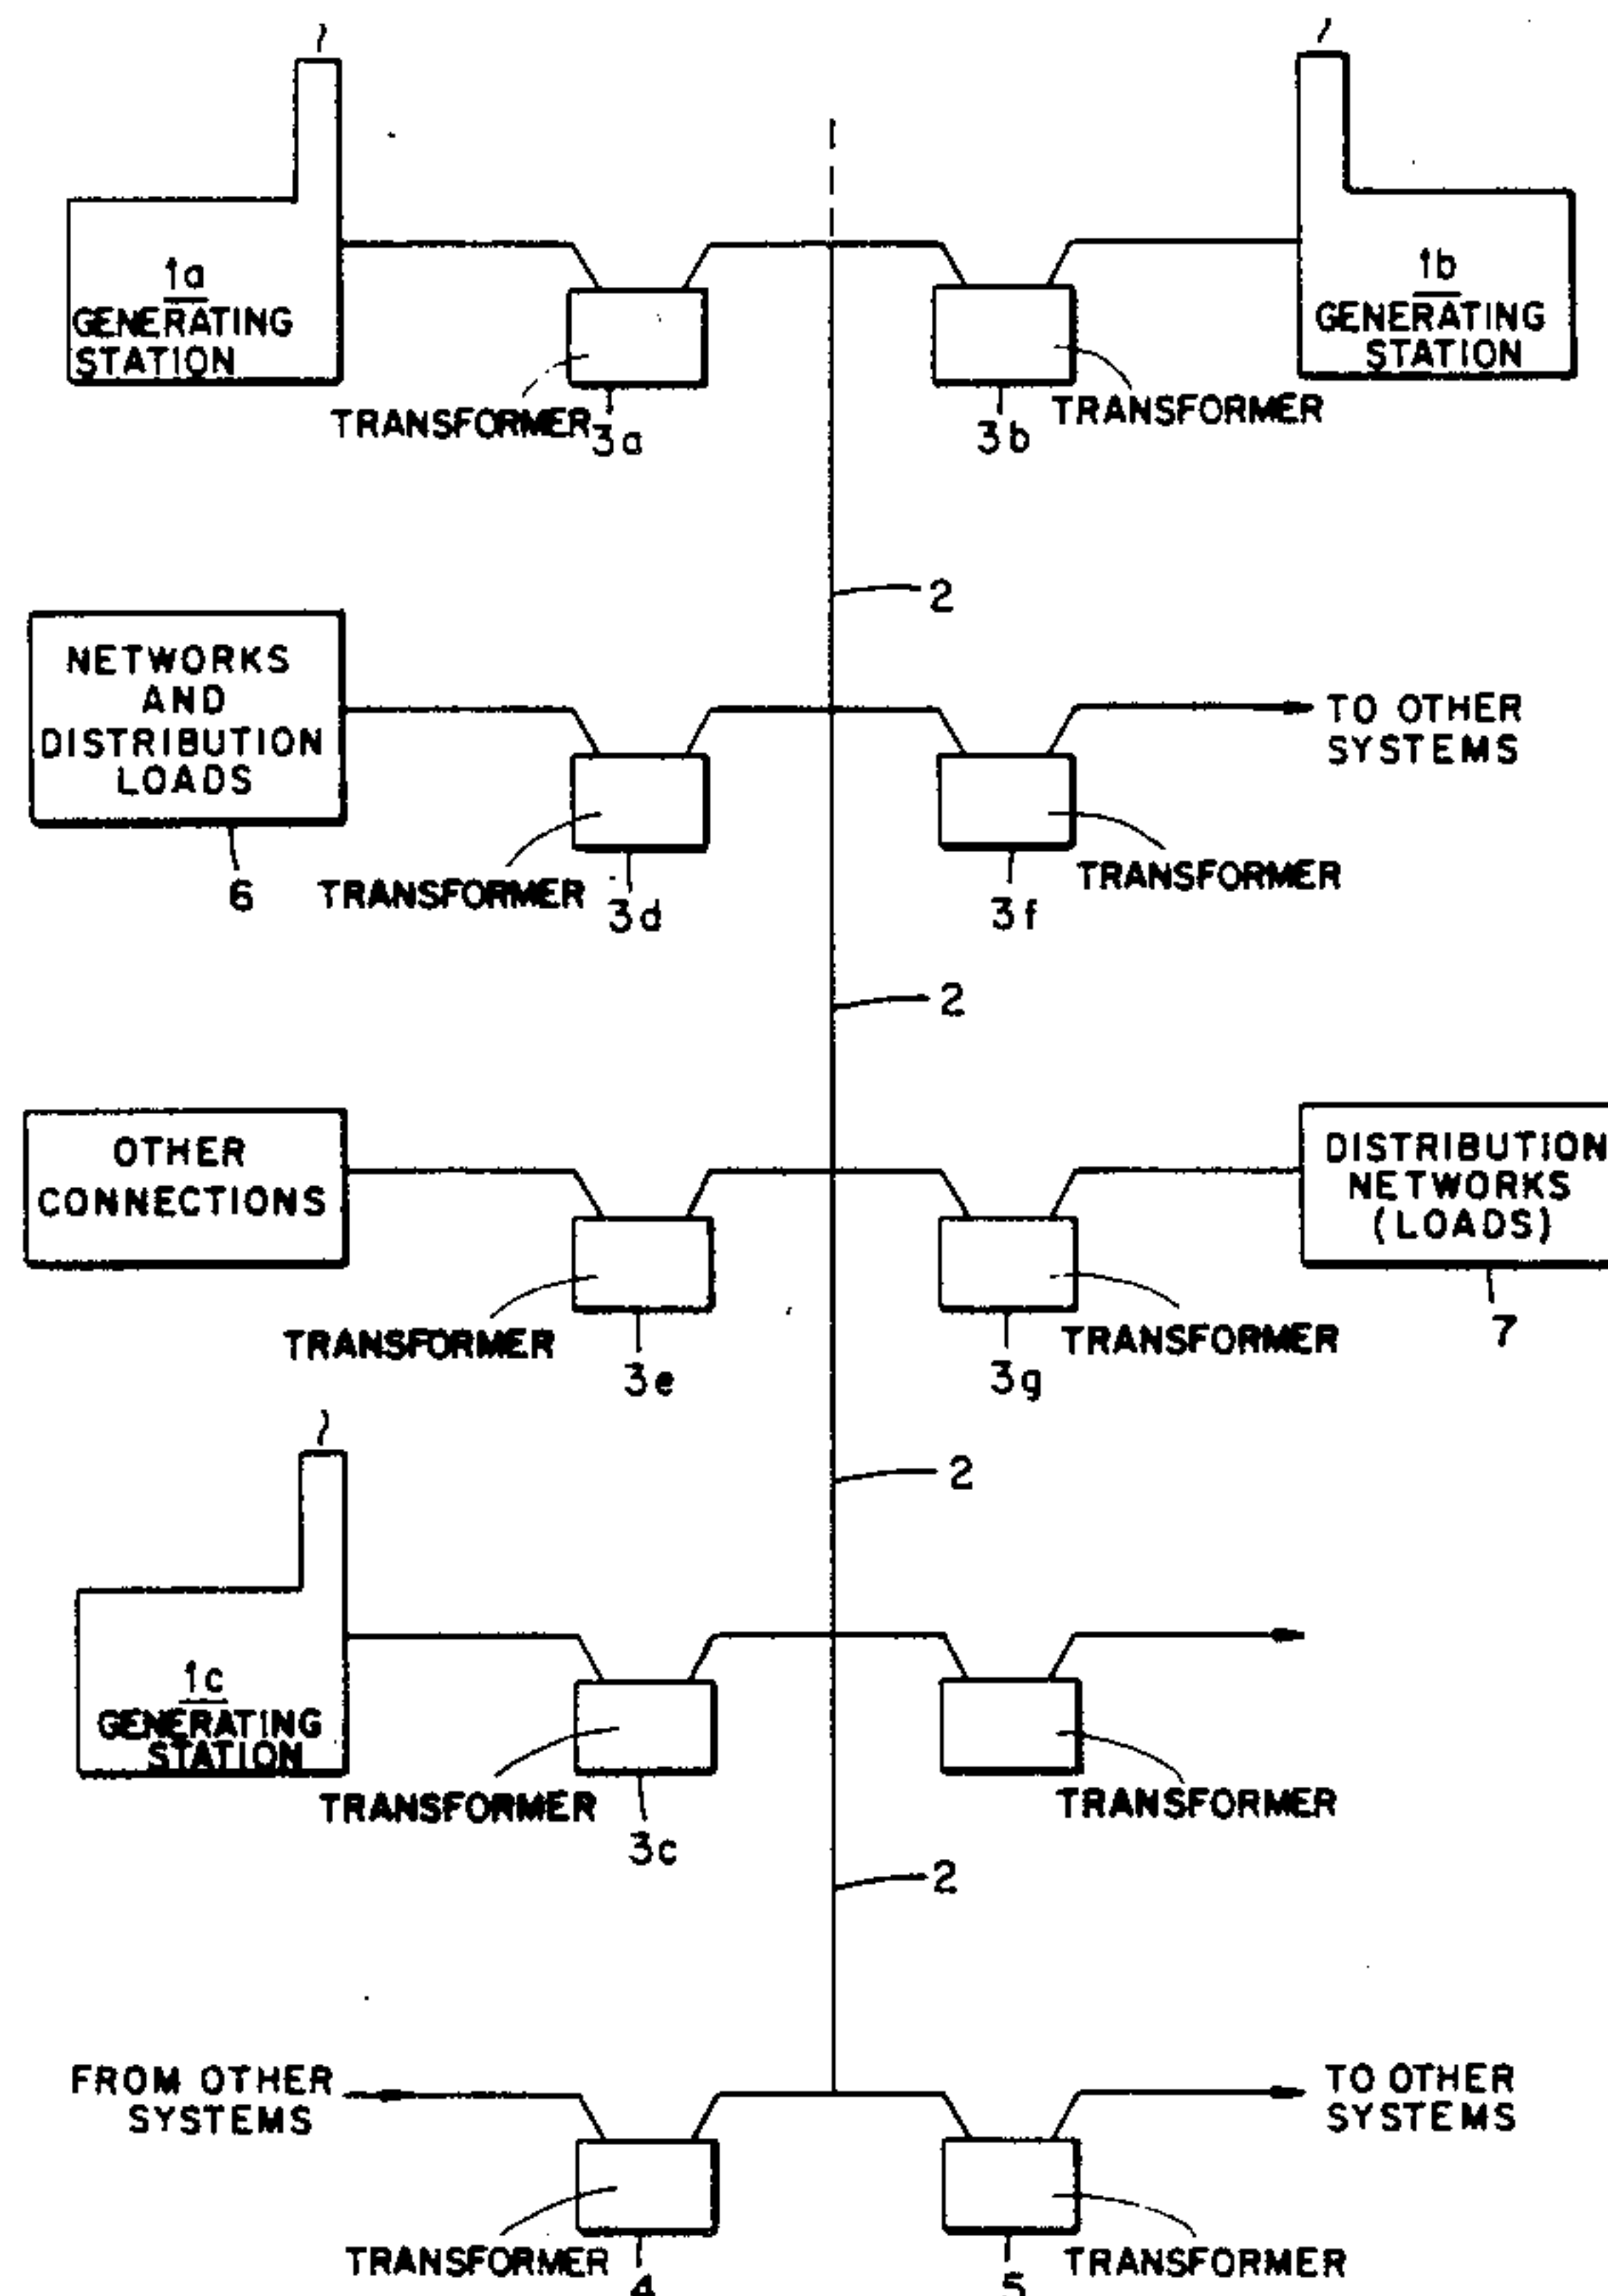 1a
GENERATING
STATION
1b
GENERATING
STATION
TRANSFORMER
3a
3b
TRANSFORMER
2
NETWORKS
AND
DISTRIBUTION
LOADS
TO OTHER
SYSTEMS
6
TRANSFORMER
3d
3f
TRANSFORMER
2
OTHER
CONNECTIONS
DISTRIBUTION
NETWORKS
(LOADS)
TRANSFORMER
3e
3g
TRANSFORMER
7
2
1c
GENERATING
STATION
TRANSFORMER
3c
TRANSFORMER
2
FROM OTHER
SYSTEMS
TO OTHER
SYSTEMS
TRANSFORMER
4
5
TRANSFORMER